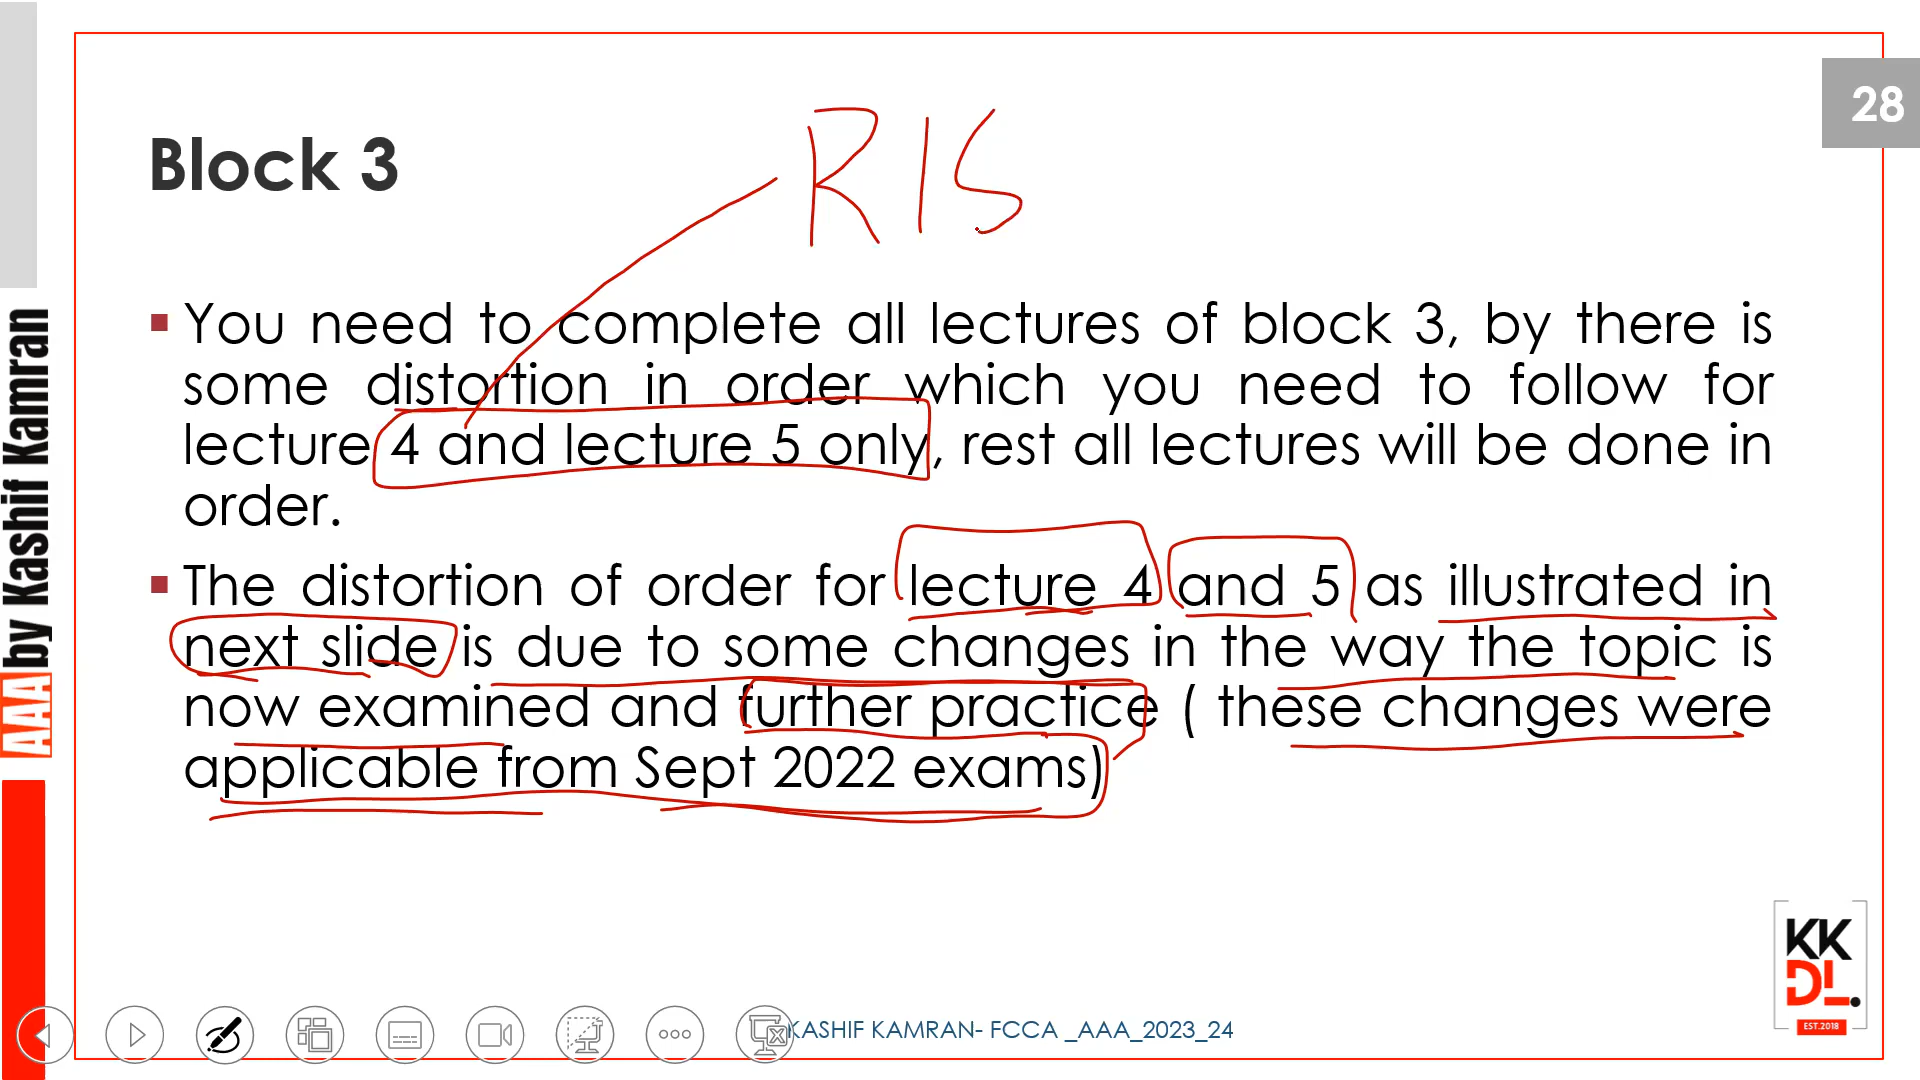 28
Block 3
RIS
You need to complete all lectures of block 3, by there is
some distortion in order which you need to follow for
lecture 4 and lecture 5 only, rest all lectures will be done in
order.
The distortion of order for lecture 4 and 5 as illustrated in
next slide is due to some changes in the way the topic is
now examined and further practice ( these changes were
applicable from Sept 2022 exams)
AAA by Kashif Kamran
KK
DL.
EST.2018
KASHIF KAMRAN- FCCA _AAA_2023_24